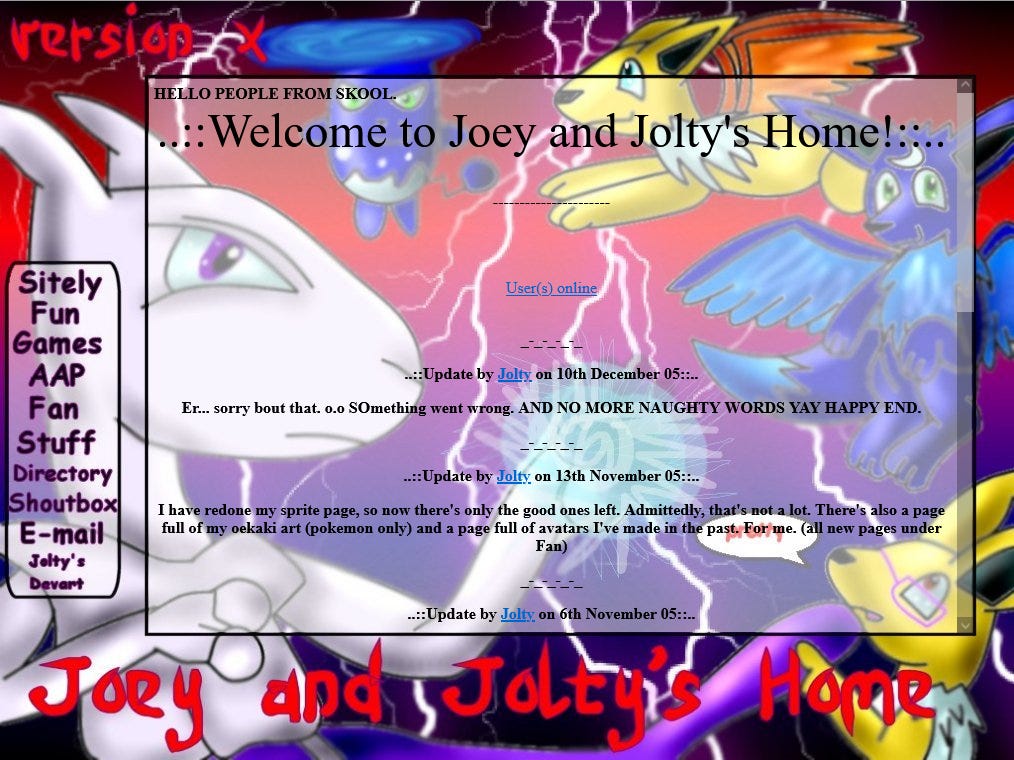 version x
HELLO PEOPLE FROM SKOOL.
..::Welcome to Joey and Jolty's Home!::..
----------------------
User(s) online
_-_-_-_-_
..::Update by Jolty on 10th December 05::..
Er... sorry bout that. o.o SOmething went wrong. AND NO MORE NAUGHTY WORDS YAY HAPPY END.
_-_-_-_-_
..::Update by Jolty on 13th November 05::..
I have redone my sprite page, so now there's only the good ones left. Admittedly, that's not a lot. There's also a page
full of my oekaki art (pokemon only) and a page full of avatars I've made in the past. For me. (all new pages under
Fan)
_-_-_-_-_
..::Update by Jolty on 6th November 05::..
Sitely
Fun
Games
AAP
Fan
Stuff
Directory
Shoutbox
E-mail
Jolty's
Devart
pretty
Joey and Jolty's Home